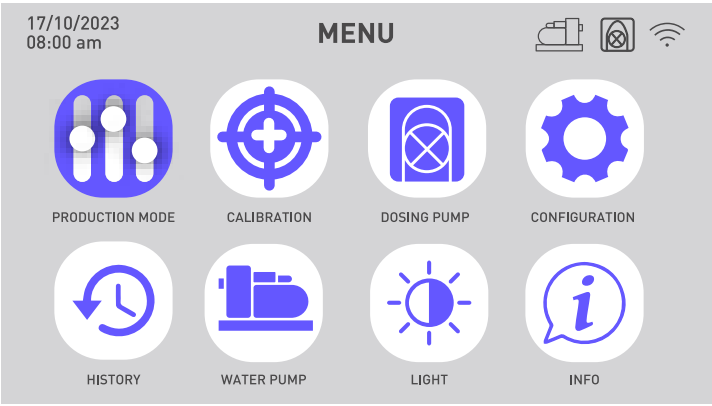 17/10/2023
08:00 am
MENU
PRODUCTION MODE
CALIBRATION
DOSING PUMP
CONFIGURATION
HISTORY
WATER PUMP
LIGHT
INFO